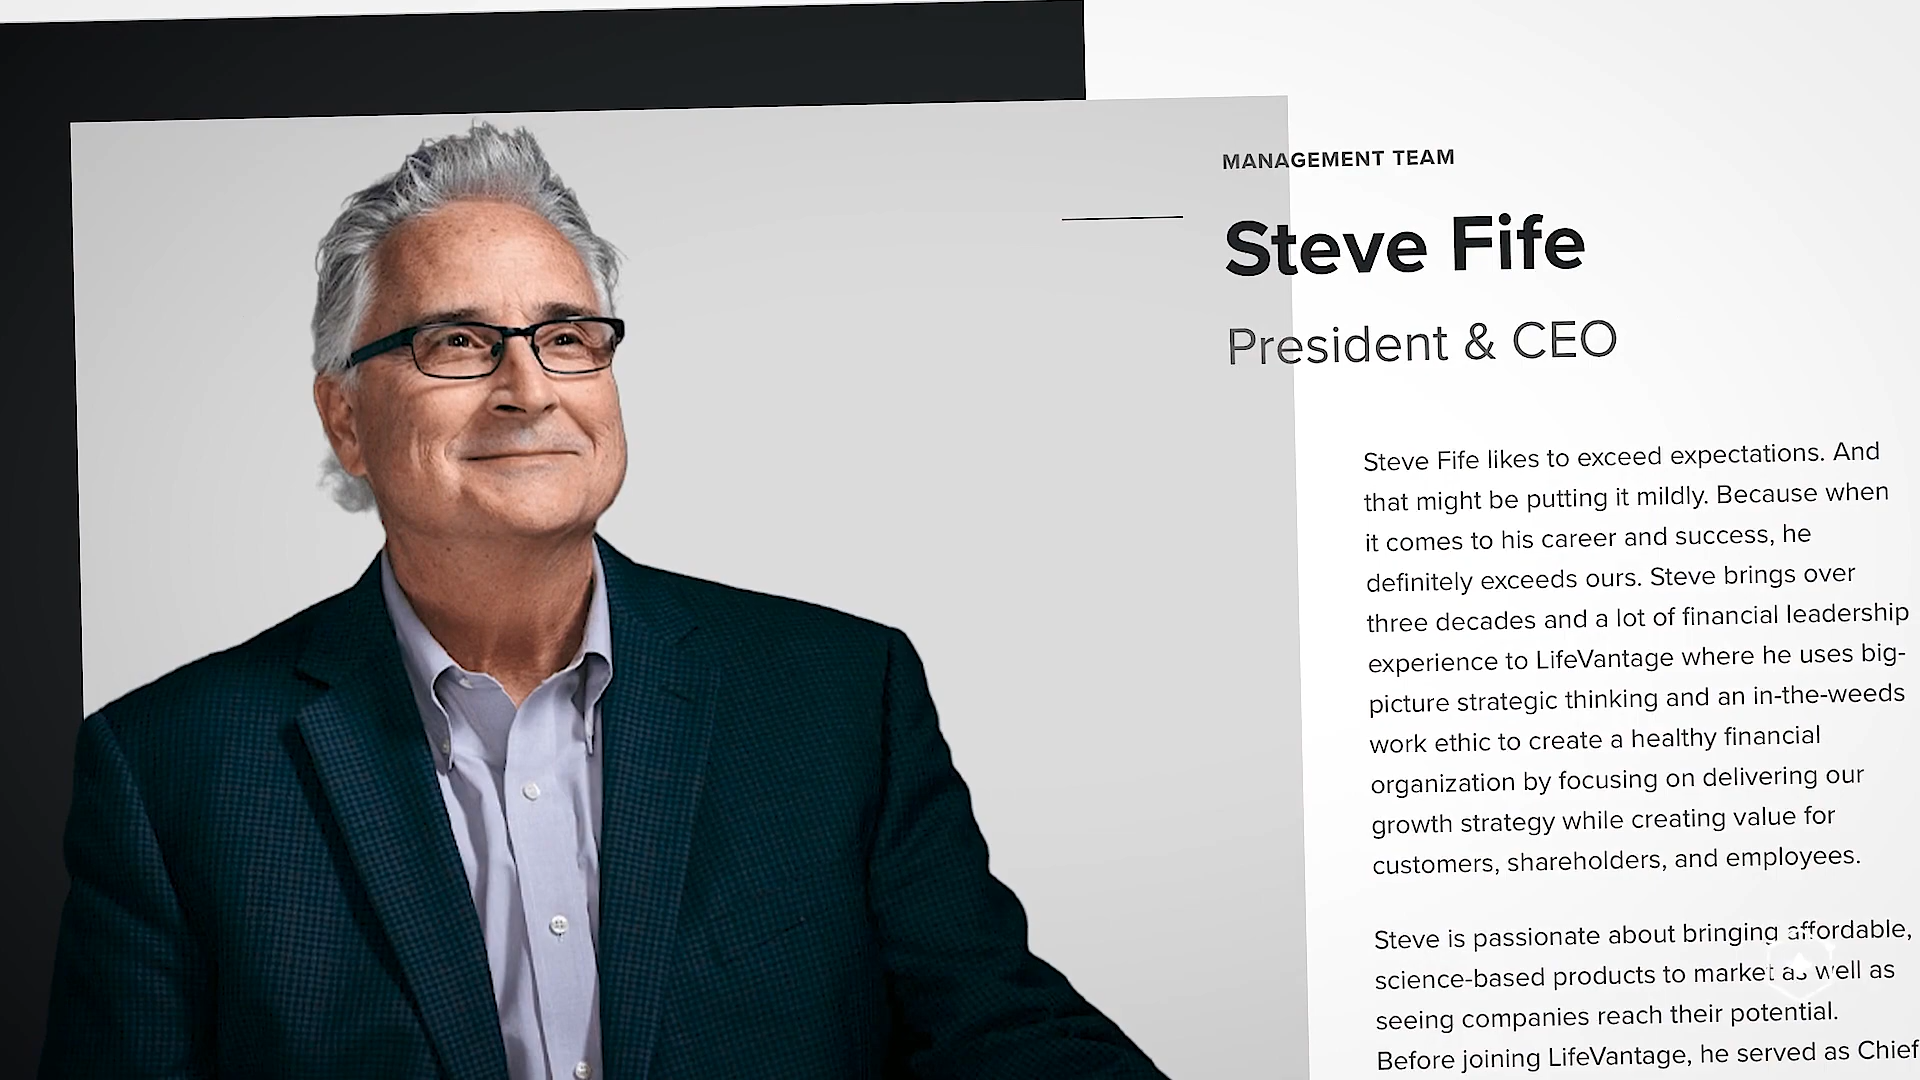 MANAGEMENT TEAM
Steve Fife
President & CEO
Steve Fife likes to exceed expectations. And
that might be putting it mildly. Because when
it comes to his career and success, he
definitely exceeds ours. Steve brings over
three decades and a lot of financial leadership
experience to LifeVantage where he uses big-
picture strategic thinking and an in-the-weeds
work ethic to create a healthy financial
organization by focusing on delivering our
growth strategy while creating value for
customers, shareholders, and employees.
Steve is passionate about bringing affordable,
science-based products to market as well as
seeing companies reach their potential.
Before joining LifeVantage, he served as Chief